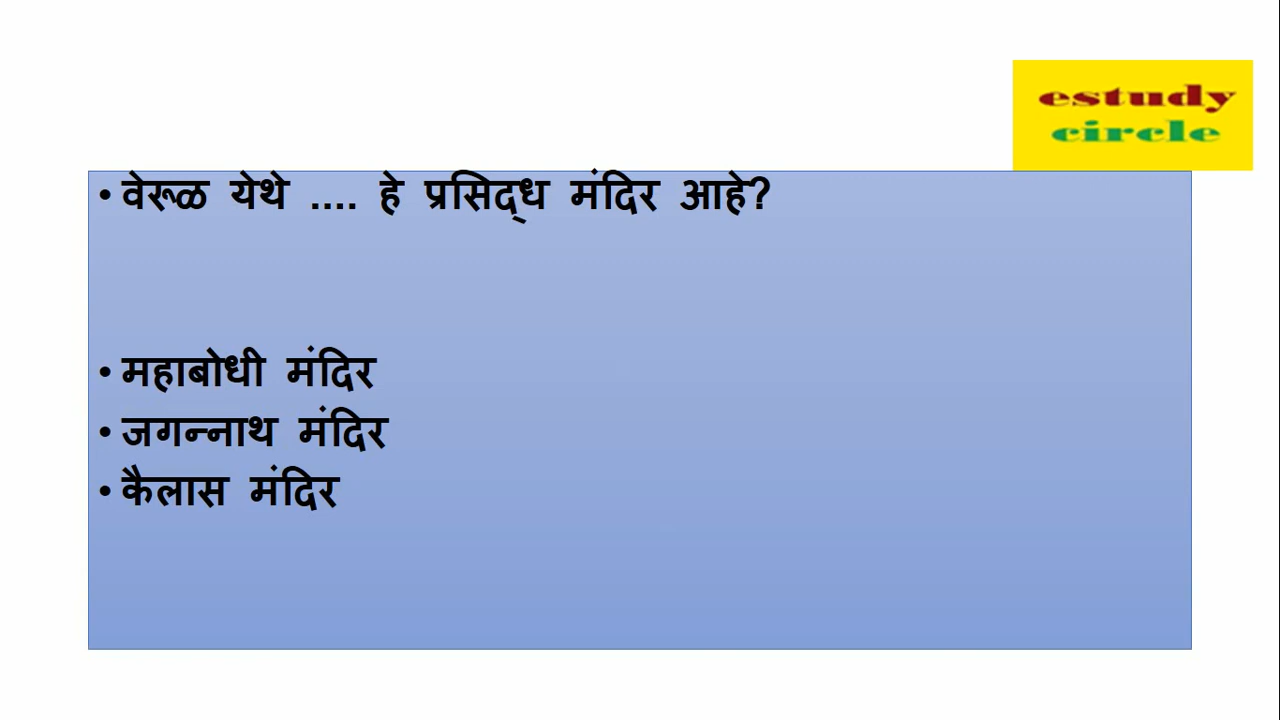 estudy
circle
• वेरूळ येथे .... हे प्रसिद्ध मंदिर आहे?
• महाबोधी मंदिर
• जगन्नाथ मंदिर
• कैलास मंदिर